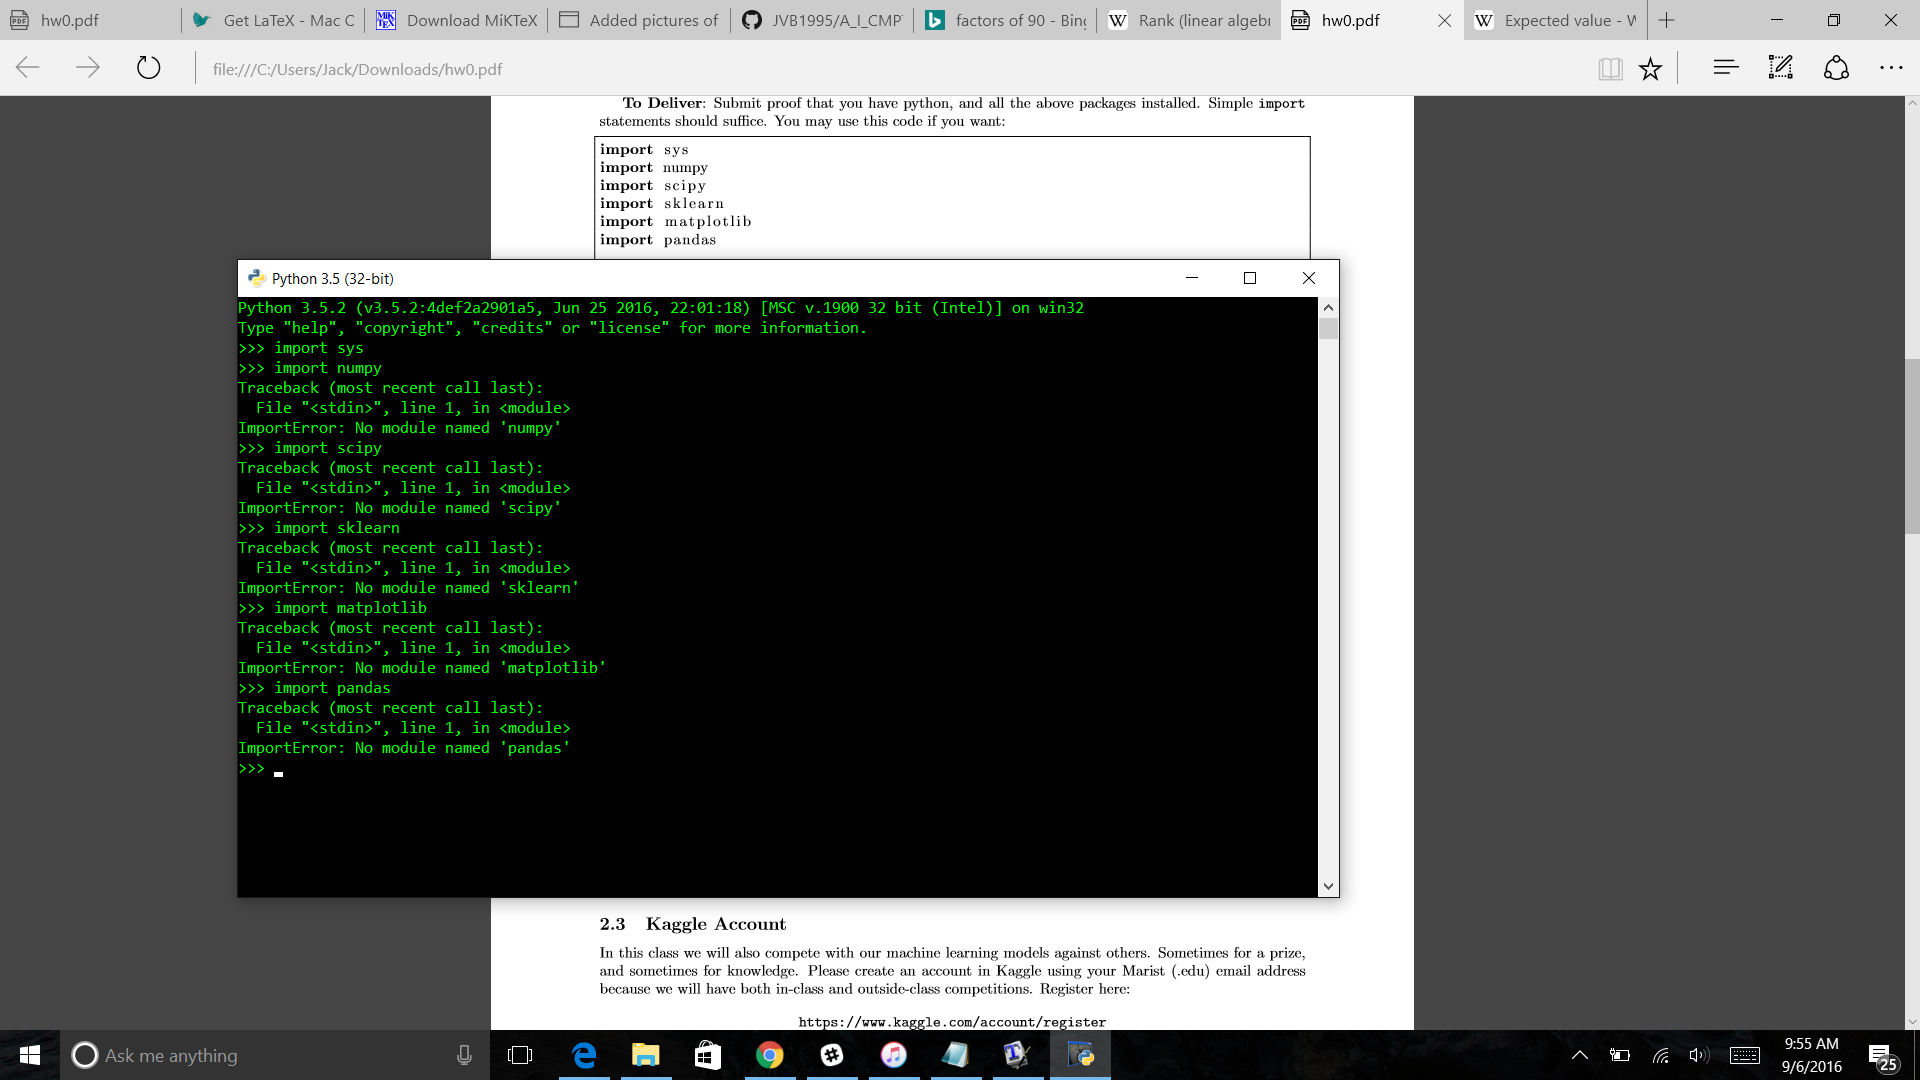 hw0.pdf
Get LaTeX - Mac O
Download MiKTeX
Added pictures of
JVB1995/A_I_CMPT
factors of 90 - Bing
Rank (linear algebr
hw0.pdf
Expected value - W
file:///C:/Users/Jack/Downloads/hw0.pdf
To Deliver: Submit proof that you have python, and all the above packages installed. Simple import
statements should suffice. You may use this code if you want:
import sys
import numpy
import scipy
import sklearn
import matplotlib
import pandas
Python 3.5 (32-bit)
Python 3.5.2 (v3.5.2:4def2a2901a5, Jun 25 2016, 22:01:18) [MSC v.1900 32 bit (Intel)] on win32
Type "help", "copyright", "credits" or "license" for more information.
>>> import sys
>>> import numpy
Traceback (most recent call last):
  File "<stdin>", line 1, in <module>
ImportError: No module named 'numpy'
>>> import scipy
Traceback (most recent call last):
  File "<stdin>", line 1, in <module>
ImportError: No module named 'scipy'
>>> import sklearn
Traceback (most recent call last):
  File "<stdin>", line 1, in <module>
ImportError: No module named 'sklearn'
>>> import matplotlib
Traceback (most recent call last):
  File "<stdin>", line 1, in <module>
ImportError: No module named 'matplotlib'
>>> import pandas
Traceback (most recent call last):
  File "<stdin>", line 1, in <module>
ImportError: No module named 'pandas'
>>>
2.3 Kaggle Account
In this class we will also compete with our machine learning models against others. Sometimes for a prize,
and sometimes for knowledge. Please create an account in Kaggle using your Marist (.edu) email address
because we will have both in-class and outside-class competitions. Register here:
https://www.kaggle.com/account/register
Ask me anything
9:55 AM
9/6/2016
25